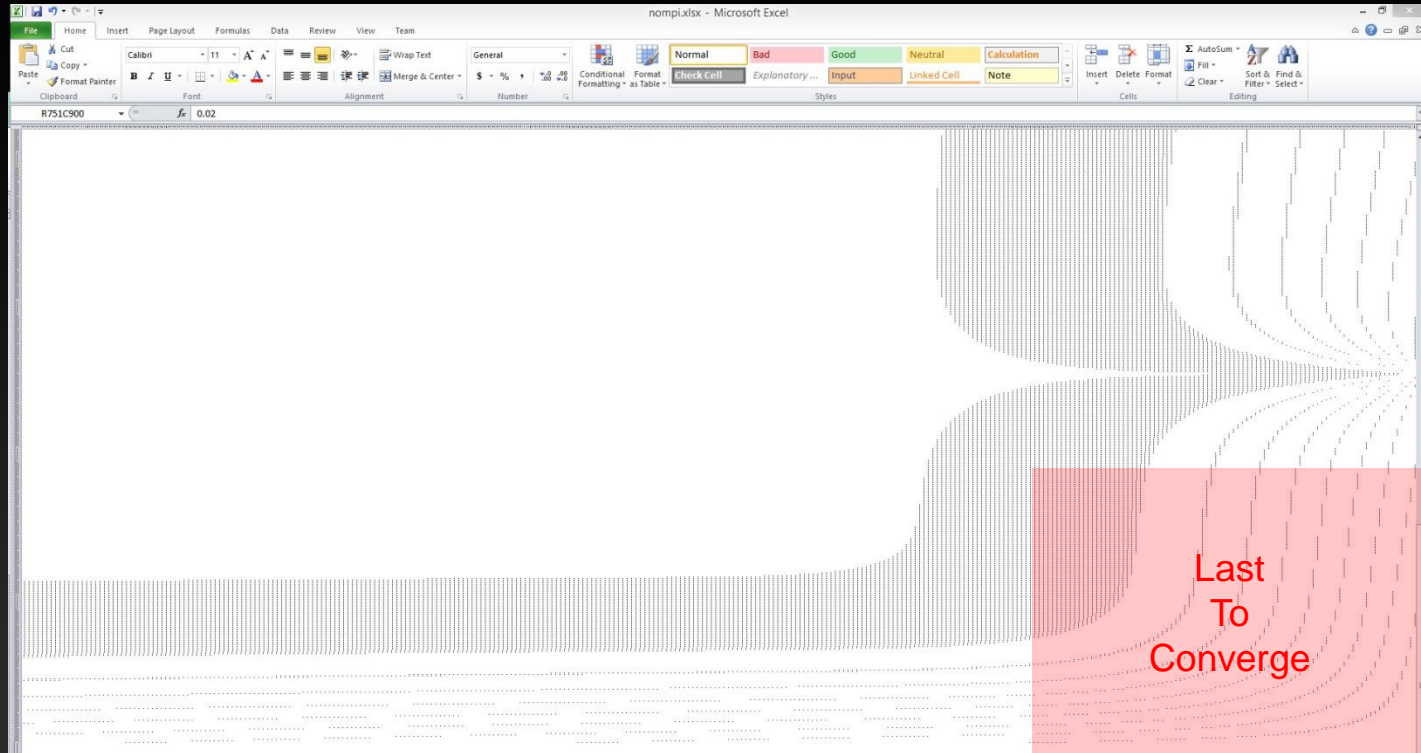 nompi.xlsx - Microsoft Excel
File Home Insert Page Layout Formulas Data Review View Team
Cut
Copy
Format Painter
Paste
Clipboard
Calibri 11
B I U
Font
Wrap Text
Merge & Center
Alignment
General
$ % ,
Number
Conditional Formatting
Format as Table
Normal Bad Good Neutral Calculation
Check Cell Explanatory ... Input Linked Cell Note
Styles
Insert Delete Format
Cells
Σ AutoSum
Fill
Clear
Sort & Filter
Find & Select
Editing
R751C900 fx 0.02
Last
To
Converge